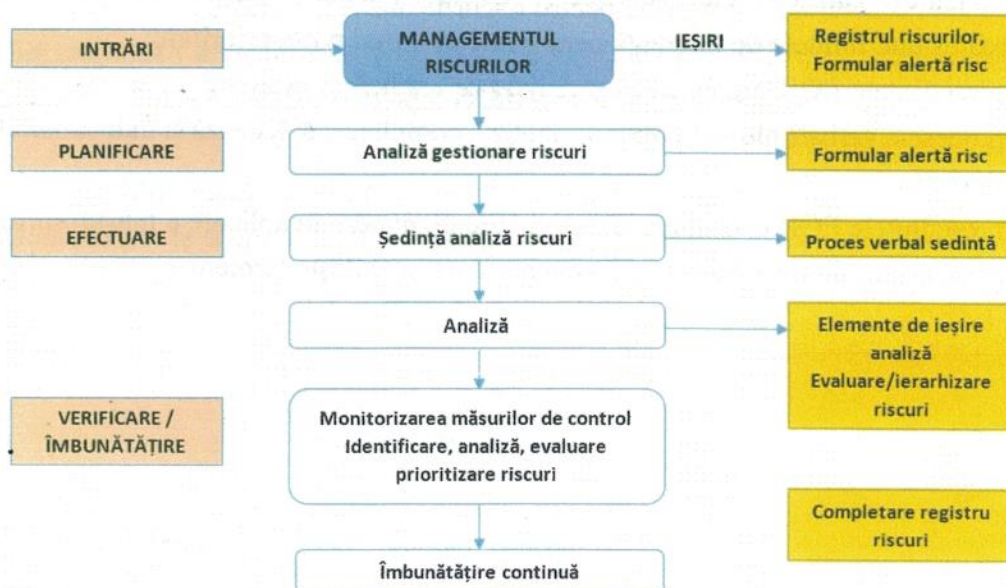 INTRĂRI
MANAGEMENTUL
RISCURILOR
IEȘIRI
Registrul riscurilor,
Formular alertă risc
PLANIFICARE
Analiză gestionare riscuri
Formular alertă risc
EFECTUARE
Ședință analiză riscuri
Proces verbal sedintă
Analiză
Elemente de ieșire
analiză
Evaluare/ierarhizare
riscuri
VERIFICARE /
ÎMBUNĂTĂȚIRE
Monitorizarea măsurilor de control
Identificare, analiză, evaluare
prioritizare riscuri
Completare registru
riscuri
Îmbunătățire continuă